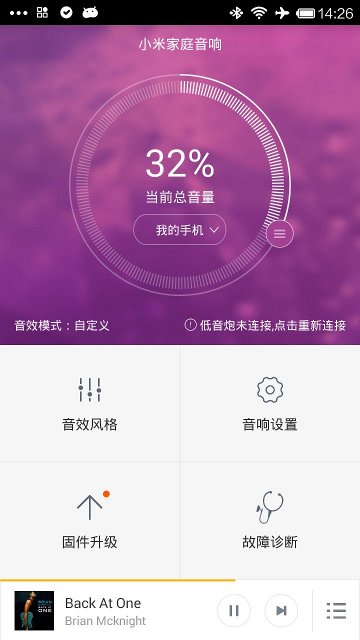 14:26
小米家庭音响
32%
当前总音量
我的手机
音效模式：自定义
低音炮未连接,点击重新连接
音效风格
音响设置
固件升级
故障诊断
Back At One
Brian Mcknight